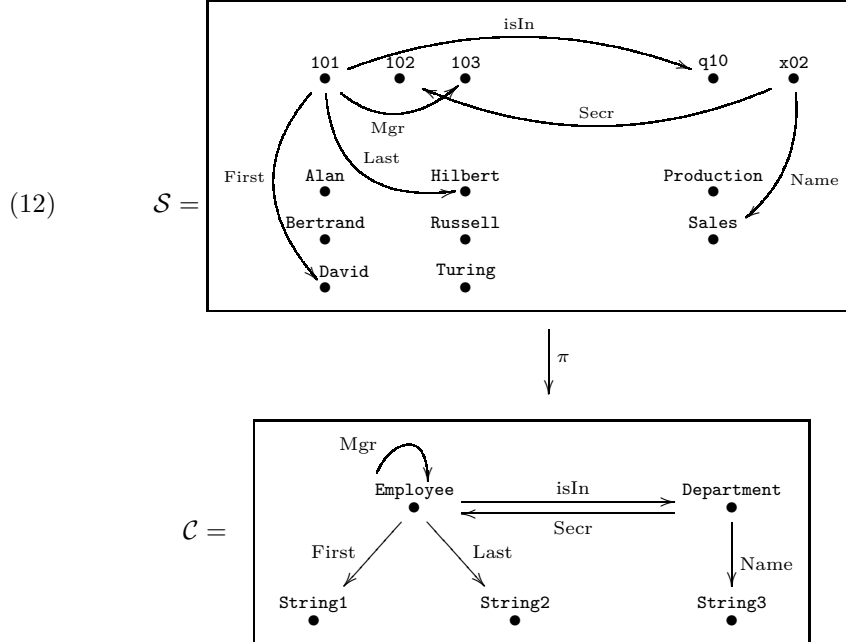 isIn
101 102 103 q10 x02
Mgr Secr
Last
First Alan Hilbert Production Name
(12) S =
Bertrand Russell Sales
David Turing
π
Mgr
Employee isIn Department
C = Secr
First Last Name
String1 String2 String3